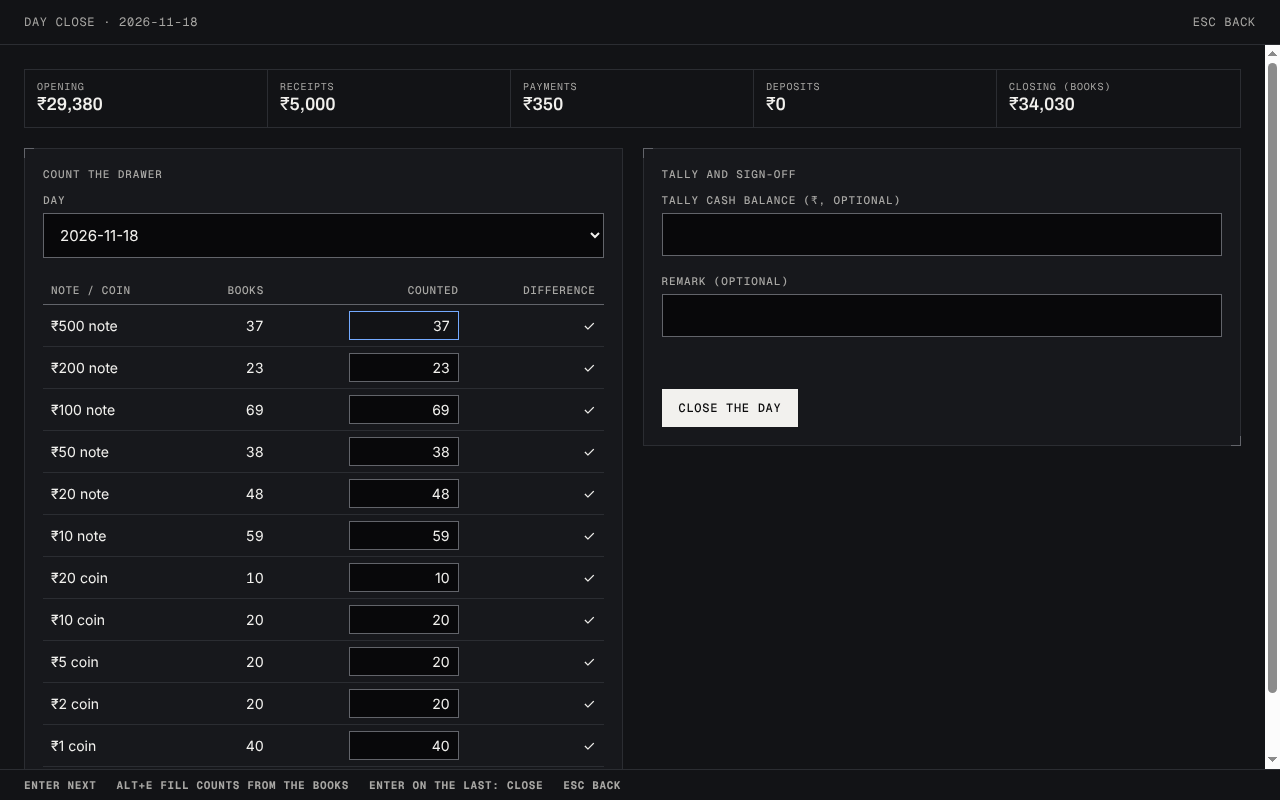 DAY CLOSE · 2026-11-18
ESC BACK
OPENING
₹29,380
RECEIPTS
₹5,000
PAYMENTS
₹350
DEPOSITS
₹0
CLOSING (BOOKS)
₹34,030
COUNT THE DRAWER
DAY
2026-11-18
NOTE / COIN BOOKS COUNTED DIFFERENCE
₹500 note 37 37 ✓
₹200 note 23 23 ✓
₹100 note 69 69 ✓
₹50 note 38 38 ✓
₹20 note 48 48 ✓
₹10 note 59 59 ✓
₹20 coin 10 10 ✓
₹10 coin 20 20 ✓
₹5 coin 20 20 ✓
₹2 coin 20 20 ✓
₹1 coin 40 40 ✓
TALLY AND SIGN-OFF
TALLY CASH BALANCE (₹, OPTIONAL)
REMARK (OPTIONAL)
CLOSE THE DAY
ENTER NEXT ALT+E FILL COUNTS FROM THE BOOKS ENTER ON THE LAST: CLOSE ESC BACK